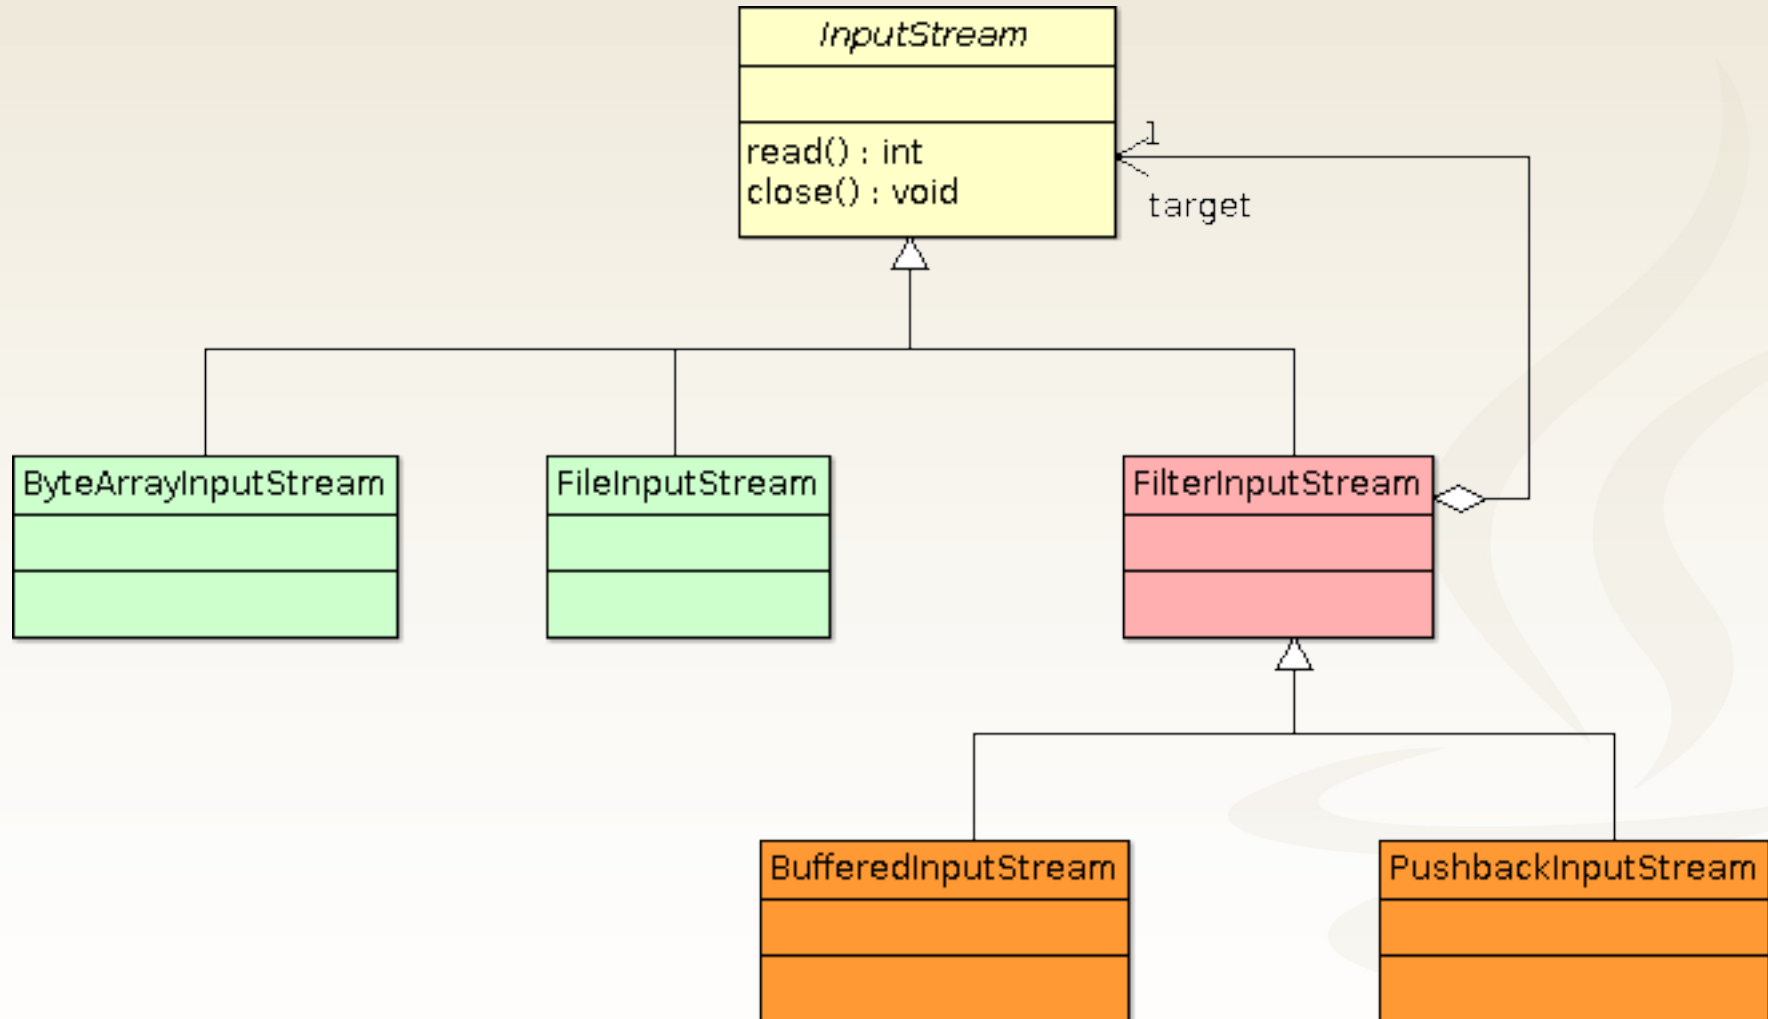 InputStream
read() : int
close() : void
1
target
ByteArrayInputStream
FileInputStream
FilterInputStream
BufferedInputStream
PushbackInputStream